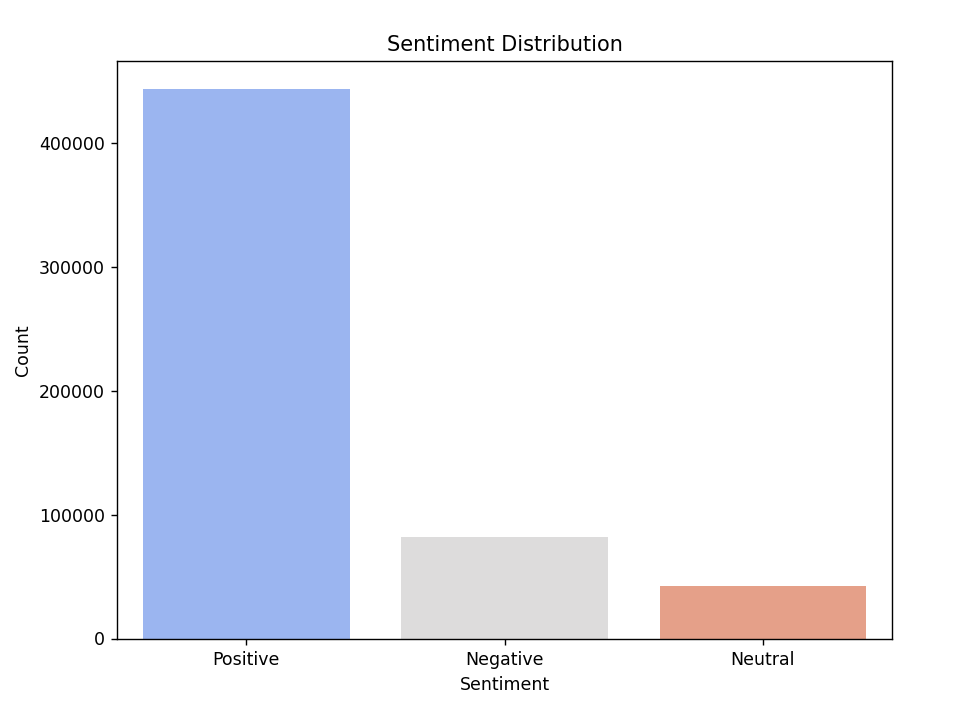 Sentiment Distribution
400000
300000
200000
100000
0
Count
Positive
Negative
Neutral
Sentiment